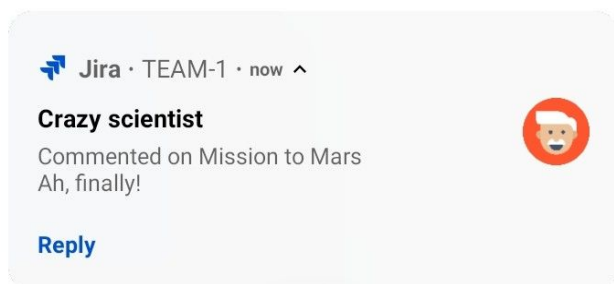 Jira · TEAM-1 · now
Crazy scientist
Commented on Mission to Mars
Ah, finally!
Reply